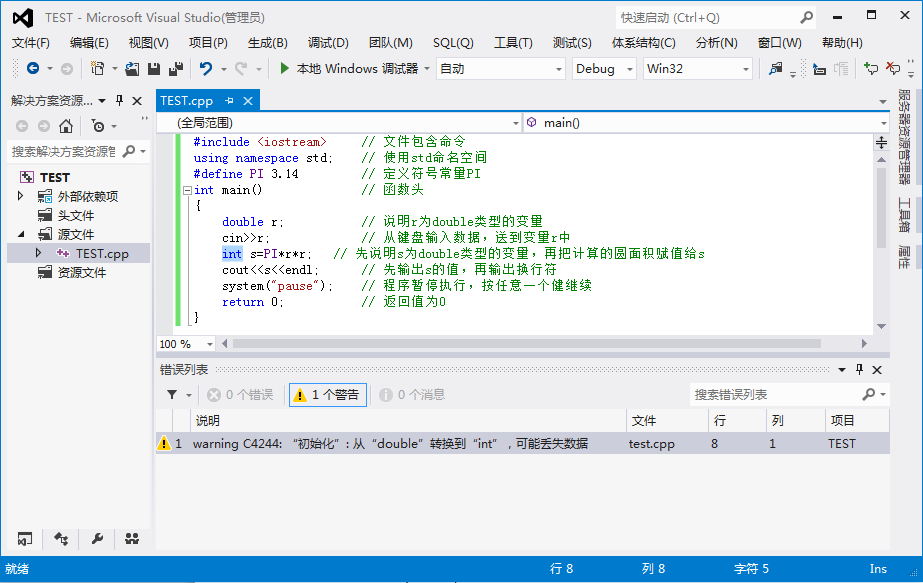 TEST - Microsoft Visual Studio(管理员)
快速启动 (Ctrl+Q)
文件(F) 编辑(E) 视图(V) 项目(P) 生成(B) 调试(D) 团队(M) SQL(Q) 工具(T) 测试(S) 体系结构(C) 分析(N) 窗口(W) 帮助(H)
本地 Windows 调试器 自动 Debug Win32
解决方案资源...
搜索解决方案资源管
TEST
外部依赖项
头文件
源文件
TEST.cpp
资源文件
TEST.cpp
(全局范围) main()
#include <iostream> // 文件包含命令
using namespace std; // 使用std命名空间
#define PI 3.14 // 定义符号常量PI
int main() // 函数头
{
double r; // 说明r为double类型的变量
cin>>r; // 从键盘输入数据，送到变量r中
int s=PI*r*r; // 先说明s为double类型的变量，再把计算的圆面积赋值给s
cout<<s<<endl; // 先输出s的值，再输出换行符
system("pause"); // 程序暂停执行，按任意一个健继续
return 0; // 返回值为0
}
100 %
错误列表
0 个错误 1 个警告 0 个消息 搜索错误列表
说明 文件 行 列 项目
1 warning C4244: “初始化”: 从“double”转换到“int”，可能丢失数据 test.cpp 8 1 TEST
服务器资源管理器
工具箱
属性
就绪 行 8 列 8 字符 5 Ins